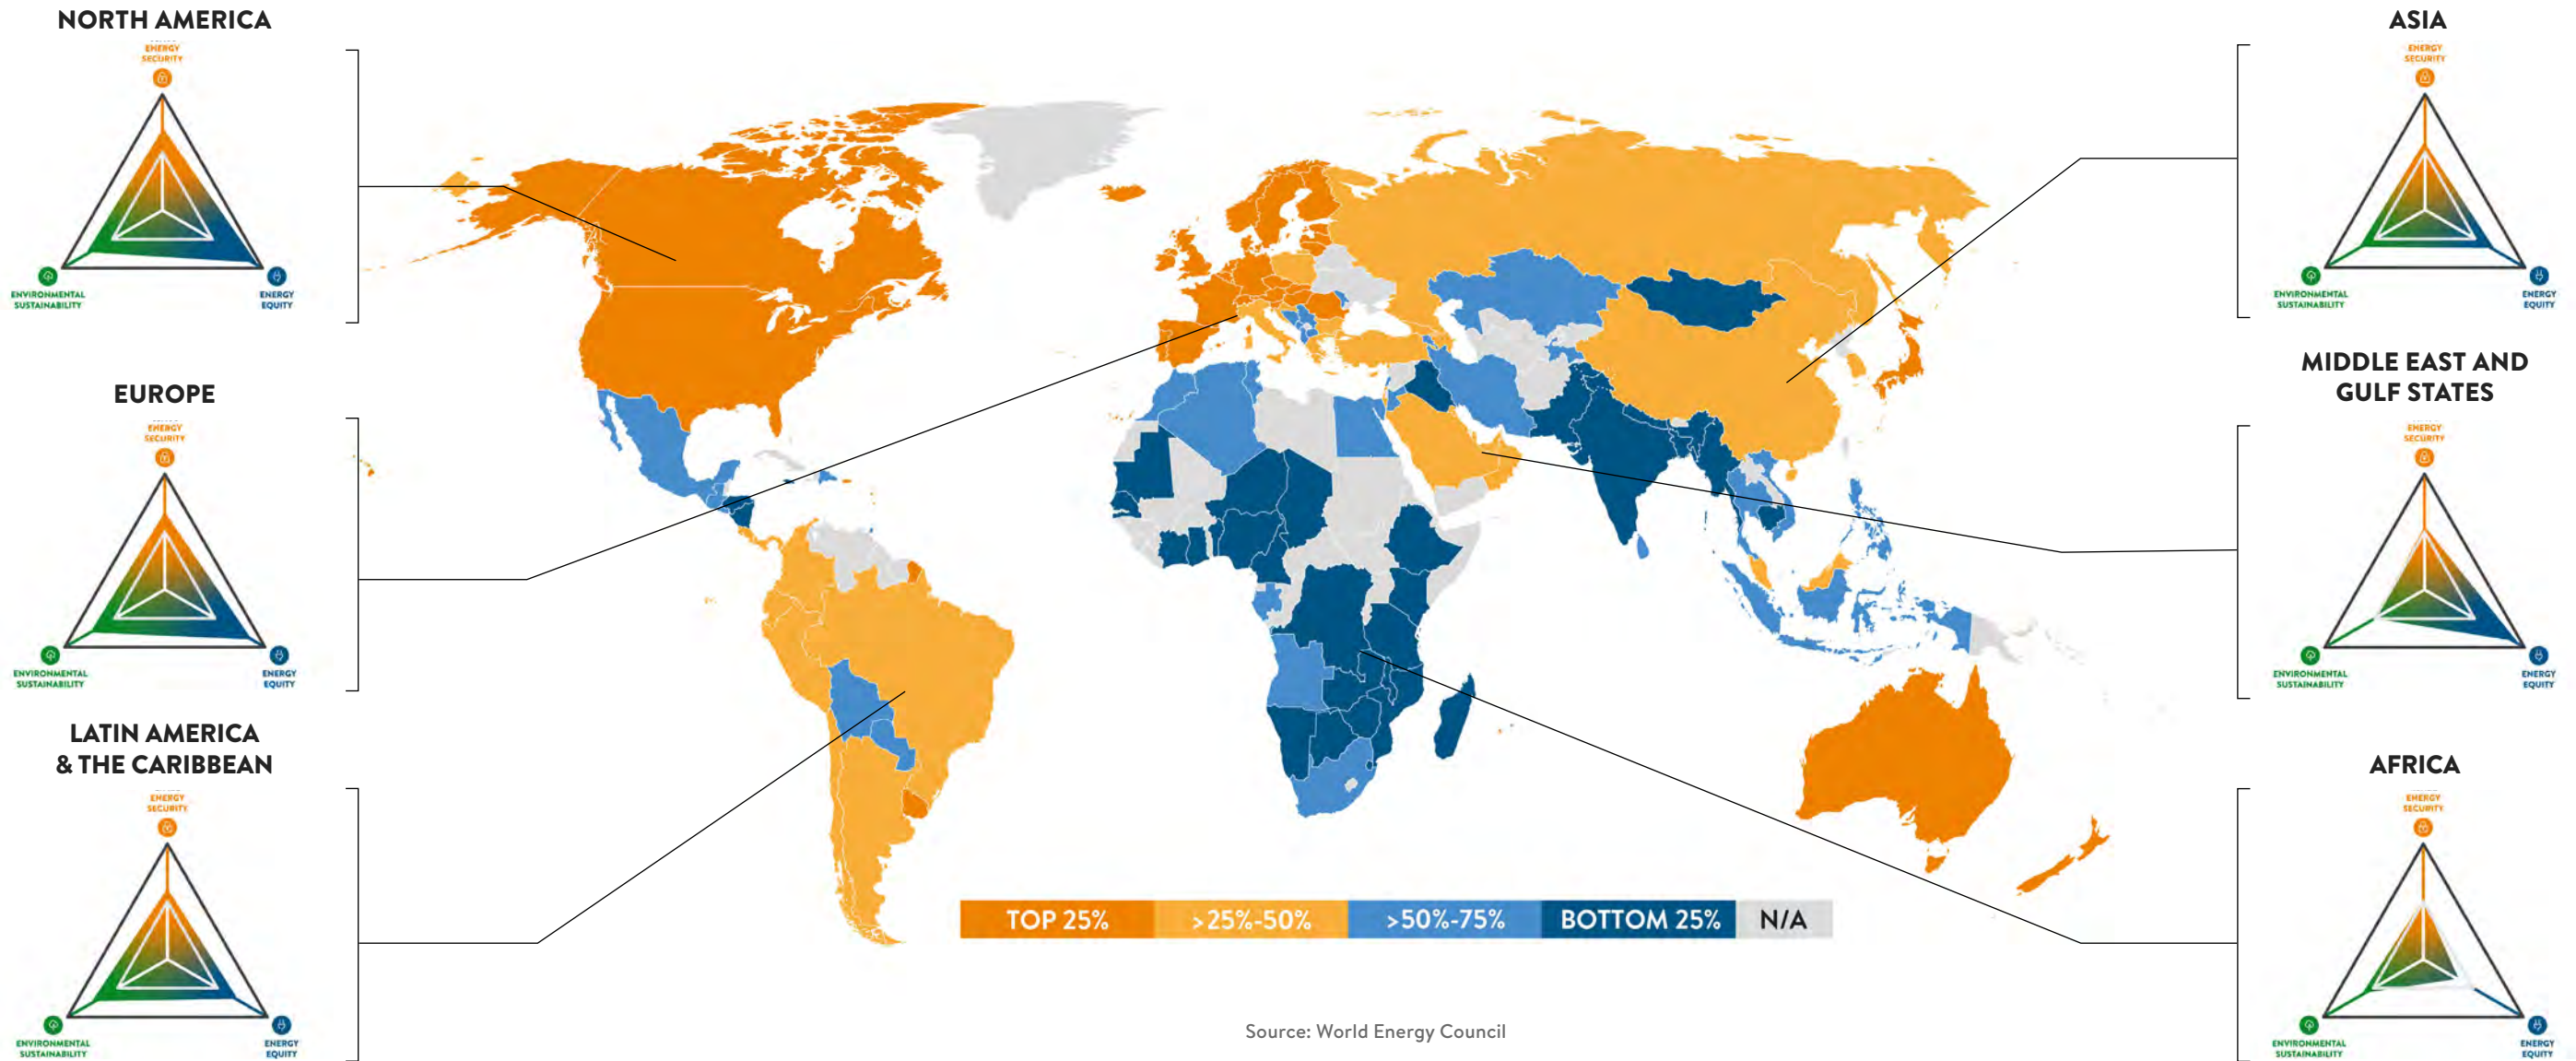 NORTH AMERICA
ENERGY
SECURITY
ENVIRONMENTAL
SUSTAINABILITY
ENERGY
EQUITY
EUROPE
ENERGY
SECURITY
ENVIRONMENTAL
SUSTAINABILITY
ENERGY
EQUITY
LATIN AMERICA
& THE CARIBBEAN
ENERGY
SECURITY
ENVIRONMENTAL
SUSTAINABILITY
ENERGY
EQUITY
TOP 25%
>25%-50%
>50%-75%
BOTTOM 25%
N/A
Source: World Energy Council
ASIA
ENERGY
SECURITY
ENVIRONMENTAL
SUSTAINABILITY
ENERGY
EQUITY
MIDDLE EAST AND
GULF STATES
ENERGY
SECURITY
ENVIRONMENTAL
SUSTAINABILITY
ENERGY
EQUITY
AFRICA
ENERGY
SECURITY
ENVIRONMENTAL
SUSTAINABILITY
ENERGY
EQUITY